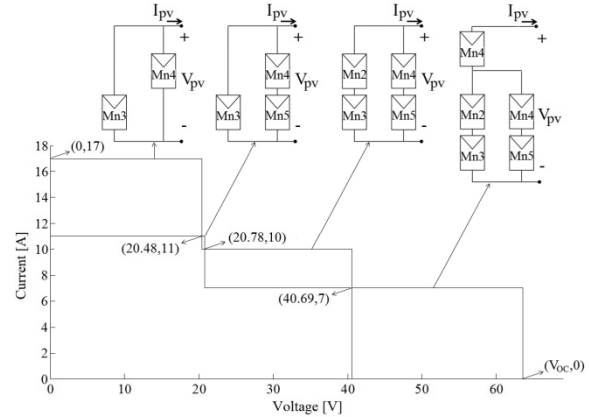 Ipv Ipv Ipv Ipv
+ + + +
Mn4 Vpv Mn4 Vpv Mn2 Mn4 Vpv Mn4
Mn3 Mn3 Mn5 Mn3 Mn5 Mn2 Mn4 Vpv
- - - Mn3 Mn5 -
18
(0,17)
16
14
12
(20.48,11)
(20.78,10)
10
8
(40.69,7)
6
4
2
(VOC,0)
0
Current [A]
0 10 20 30 40 50 60
Voltage [V]